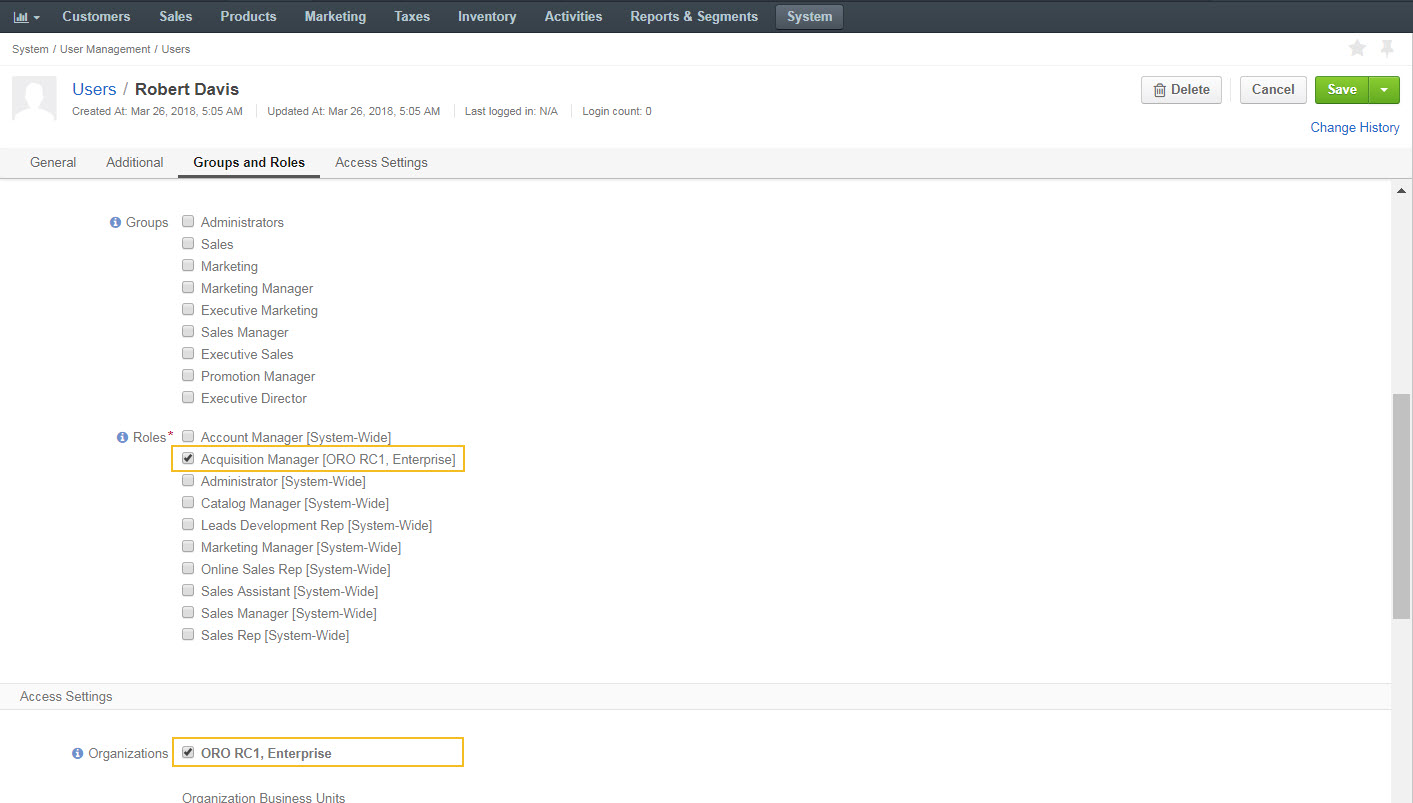 Customers Sales Products Marketing Taxes Inventory Activities Reports & Segments System
System / User Management / Users
Users / Robert Davis
Delete Cancel Save
Created At: Mar 26, 2018, 5:05 AM Updated At: Mar 26, 2018, 5:05 AM Last logged in: N/A Login count: 0
Change History
General Additional Groups and Roles Access Settings
Groups Administrators
Sales
Marketing
Marketing Manager
Executive Marketing
Sales Manager
Executive Sales
Promotion Manager
Executive Director
Roles* Account Manager [System-Wide]
Acquisition Manager [ORO RC1, Enterprise]
Administrator [System-Wide]
Catalog Manager [System-Wide]
Leads Development Rep [System-Wide]
Marketing Manager [System-Wide]
Online Sales Rep [System-Wide]
Sales Assistant [System-Wide]
Sales Manager [System-Wide]
Sales Rep [System-Wide]
Access Settings
Organizations ORO RC1, Enterprise
Organization Business Units